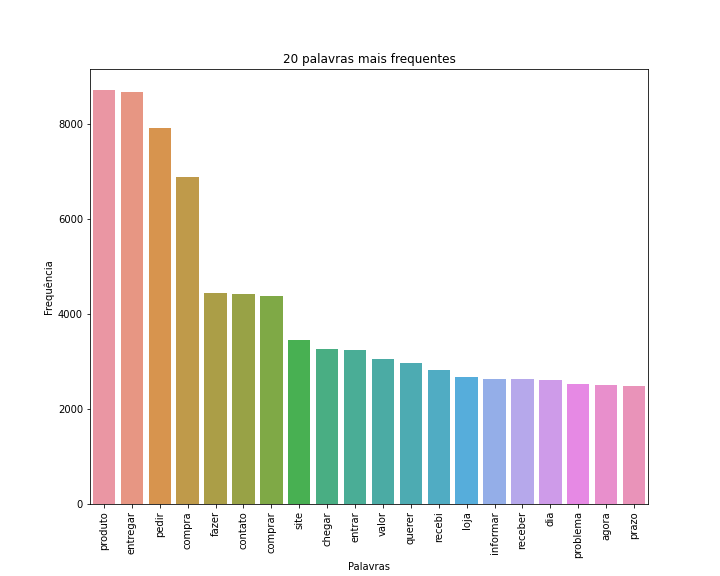 20 palavras mais frequentes
8000
6000
4000
2000
0
Frequência
produto
entregar
pedir
compra
fazer
contato
comprar
site
chegar
entrar
valor
querer
recebi
loja
informar
receber
dia
problema
agora
prazo
Palavras